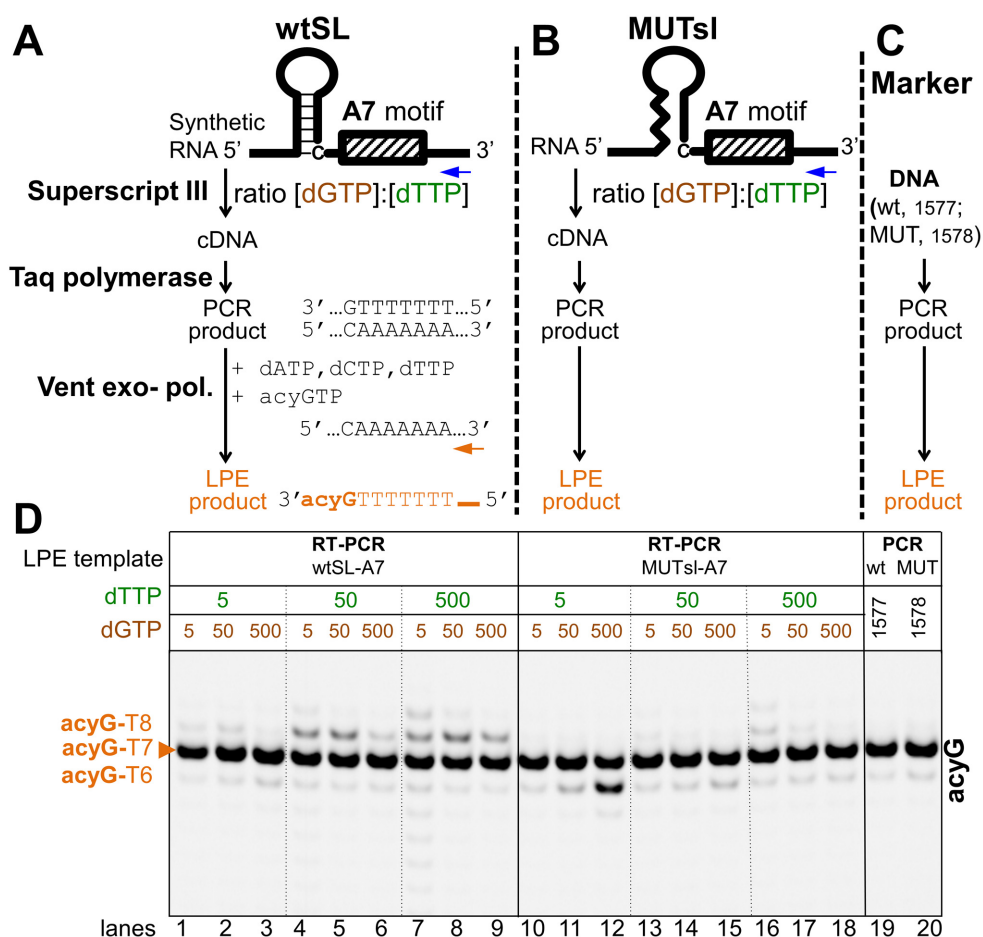 A
wtSL
B
MUTsl
C
Marker
A7 motif
A7 motif
Synthetic
RNA 5’
C
3’
RNA 5’
C
3’
Superscript III
ratio [dGTP]:[dTTP]
ratio [dGTP]:[dTTP]
DNA
(wt, 1577;
MUT, 1578)
cDNA
cDNA
Taq polymerase
PCR
product
3’…GTTTTTTT…5’
5’…CAAAAAAA…3’
PCR
product
PCR
product
Vent exo- pol.
+ dATP,dCTP,dTTP
+ acyGTP
5’…CAAAAAAA…3’
LPE
product
3’acyGTTTTTTT 5’
LPE
product
LPE
product
D
LPE template
RT-PCR
wtSL-A7
RT-PCR
MUTsl-A7
PCR
wt MUT
dTTP
5 50 500 5 50 500
1577 1578
dGTP
5 50 500 5 50 500 5 50 500 5 50 500 5 50 500 5 50 500
acyG-T8
acyG-T7
acyG-T6
acyG
lanes 1 2 3 4 5 6 7 8 9 10 11 12 13 14 15 16 17 18 19 20